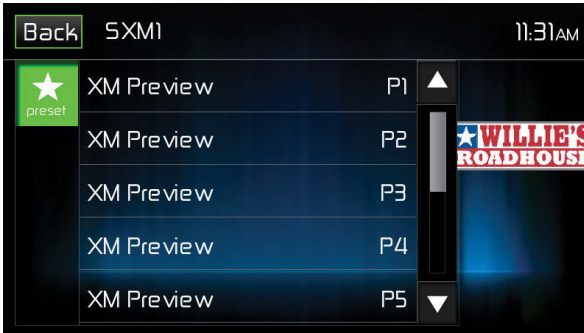 Back SXM1 11:31AM
preset
XM Preview P1
XM Preview P2
XM Preview P3
XM Preview P4
XM Preview P5
WILLIE'S
ROADHOUSE